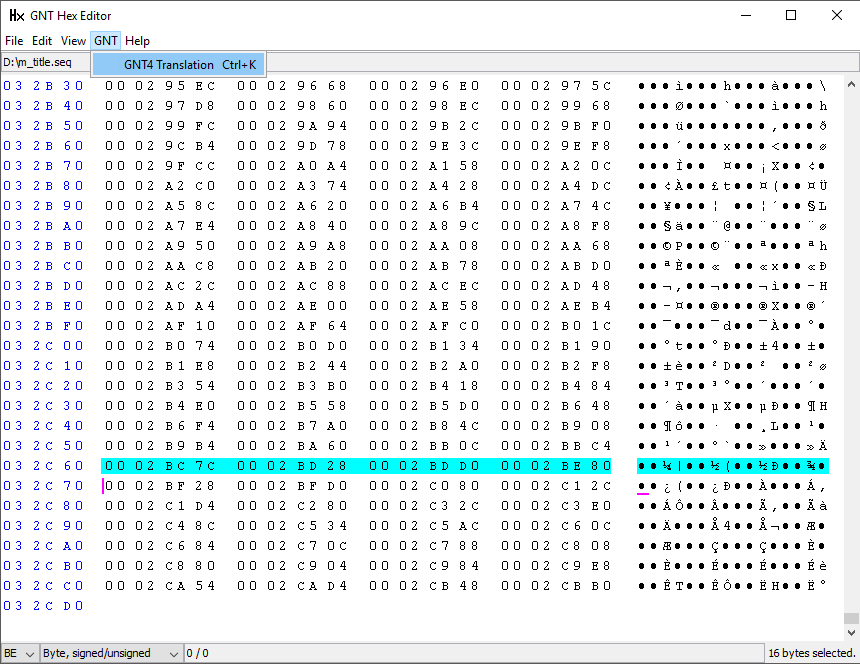 Hx GNT Hex Editor
File Edit View GNT Help
D:\m_title.seq
GNT4 Translation Ctrl+K
03 2B 30 00 02 95 EC 00 02 96 68 00 02 96 E0 00 02 97 5C ●●●ì●●●h●●●à●●●\
03 2B 40 00 02 97 D8 00 02 98 60 00 02 98 EC 00 02 99 68 ●●●Ø●●●`●●●ì●●●h
03 2B 50 00 02 99 FC 00 02 9A 94 00 02 9B 2C 00 02 9B F0 ●●●ü●●●●●●●,●●●ð
03 2B 60 00 02 9C B4 00 02 9D 78 00 02 9E 3C 00 02 9E F8 ●●●´●●●x●●●<●●●ø
03 2B 70 00 02 9F CC 00 02 A0 A4 00 02 A1 58 00 02 A2 0C ●●●Ì●● ¤●●¡X●●¢●
03 2B 80 00 02 A2 C0 00 02 A3 74 00 02 A4 28 00 02 A4 DC ●●¢À●●£t●●¤(●●¤Ü
03 2B 90 00 02 A5 8C 00 02 A6 20 00 02 A6 B4 00 02 A7 4C ●●¥●●●¦ ●●¦´●●§L
03 2B A0 00 02 A7 E4 00 02 A8 40 00 02 A8 9C 00 02 A8 F8 ●●§ä●●¨@●●¨●●●¨ø
03 2B B0 00 02 A9 50 00 02 A9 A8 00 02 AA 08 00 02 AA 68 ●●©P●●©¨●●ª●●●ªh
03 2B C0 00 02 AA C8 00 02 AB 20 00 02 AB 78 00 02 AB D0 ●●ªÈ●●« ●●«x●●«Ð
03 2B D0 00 02 AC 2C 00 02 AC 88 00 02 AC EC 00 02 AD 48 ●●¬,●●¬●●●¬ì●●-H
03 2B E0 00 02 AD A4 00 02 AE 00 00 02 AE 58 00 02 AE B4 ●●-¤●●®●●●®X●●®´
03 2B F0 00 02 AF 10 00 02 AF 64 00 02 AF C0 00 02 B0 1C ●●¯●●●¯d●●¯À●●°●
03 2C 00 00 02 B0 74 00 02 B0 D0 00 02 B1 34 00 02 B1 90 ●●°t●●°Ð●●±4●●±●
03 2C 10 00 02 B1 E8 00 02 B2 44 00 02 B2 A0 00 02 B2 F8 ●●±è●●²D●●² ●●²ø
03 2C 20 00 02 B3 54 00 02 B3 B0 00 02 B4 18 00 02 B4 84 ●●³T●●³°●●´●●●´●
03 2C 30 00 02 B4 E0 00 02 B5 58 00 02 B5 D0 00 02 B6 48 ●●´à●●µX●●µÐ●●¶H
03 2C 40 00 02 B6 F4 00 02 B7 A0 00 02 B8 4C 00 02 B9 08 ●●¶ô●●· ●●¸L●●¹●
03 2C 50 00 02 B9 B4 00 02 BA 60 00 02 BB 0C 00 02 BB C4 ●●¹´●●º`●●»●●●»Ä
03 2C 60 00 02 BC 7C 00 02 BD 28 00 02 BD D0 00 02 BE 80 ●●¼|●●½(●●½Ð●●¾●
03 2C 70 00 02 BF 28 00 02 BF D0 00 02 C0 80 00 02 C1 2C ●●¿(●●¿Ð●●À●●●Á,
03 2C 80 00 02 C1 D4 00 02 C2 80 00 02 C3 2C 00 02 C3 E0 ●●ÁÔ●●Â●●●Ã,●●Ãà
03 2C 90 00 02 C4 8C 00 02 C5 34 00 02 C5 AC 00 02 C6 0C ●●Ä●●●Å4●●Å¬●●Æ●
03 2C A0 00 02 C6 84 00 02 C7 0C 00 02 C7 88 00 02 C8 08 ●●Æ●●●Ç●●●Ç●●●È●
03 2C B0 00 02 C8 80 00 02 C9 04 00 02 C9 84 00 02 C9 E8 ●●È●●●É●●●É●●●Éè
03 2C C0 00 02 CA 54 00 02 CA D4 00 02 CB 48 00 02 CB B0 ●●ÊT●●ÊÔ●●ËH●●Ë°
03 2C D0
BE Byte, signed/unsigned 0 / 0 16 bytes selected.